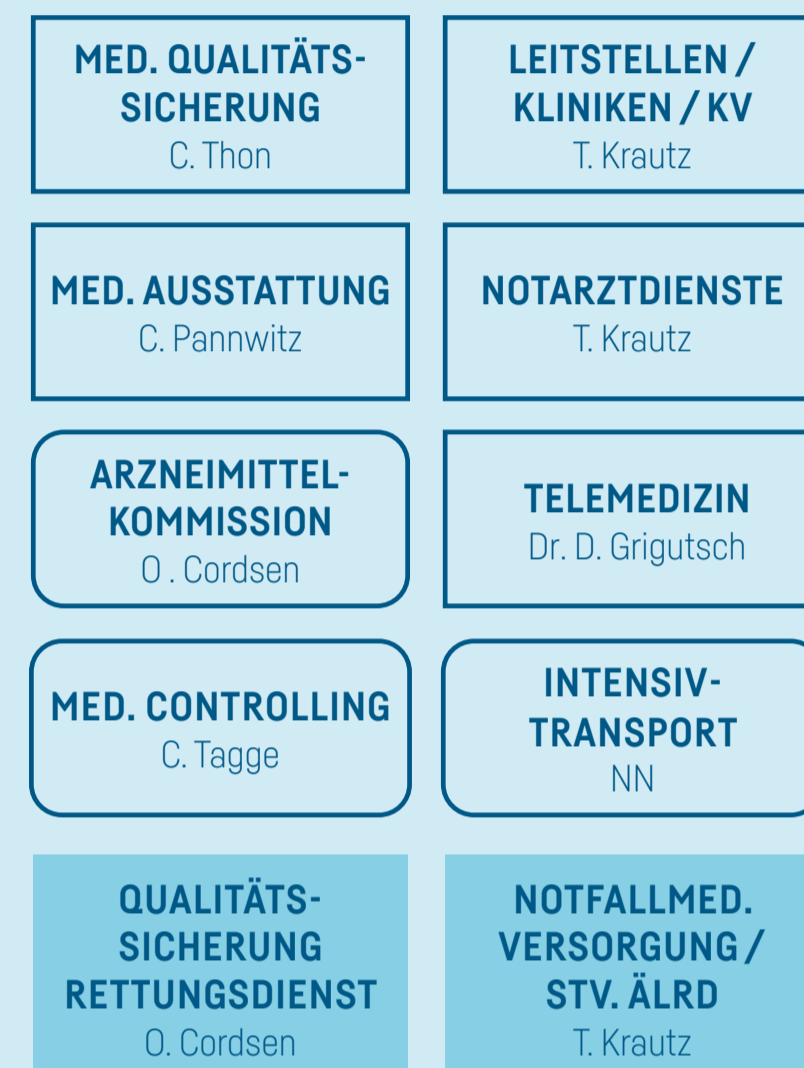 MED. QUALITÄTS-
SICHERUNG
C. Thon
LEITSTELLEN /
KLINIKEN / KV
T. Krautz
MED. AUSSTATTUNG
C. Pannwitz
NOTARZTDIENSTE
T. Krautz
ARZNEIMITTEL-
KOMMISSION
O . Cordsen
TELEMEDIZIN
Dr. D. Grigutsch
MED. CONTROLLING
C. Tagge
INTENSIV-
TRANSPORT
NN
QUALITÄTS-
SICHERUNG
RETTUNGSDIENST
O. Cordsen
NOTFALLMED.
VERSORGUNG /
STV. ÄLRD
T. Krautz